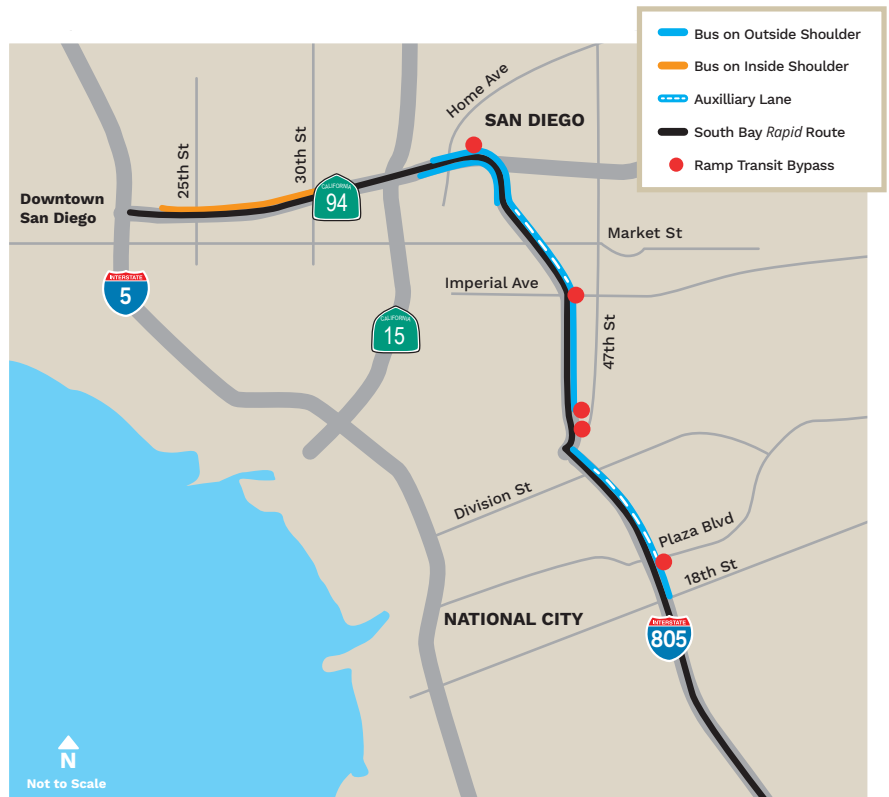 Bus on Outside Shoulder
Bus on Inside Shoulder
Auxilliary Lane
South Bay Rapid Route
Ramp Transit Bypass
Home Ave
SAN DIEGO
25th St
30th St
CALIFORNIA
94
Downtown
San Diego
Market St
INTERSTATE
5
Imperial Ave
CALIFORNIA
15
47th St
Division St
Plaza Blvd
18th St
NATIONAL CITY
INTERSTATE
805
N
Not to Scale